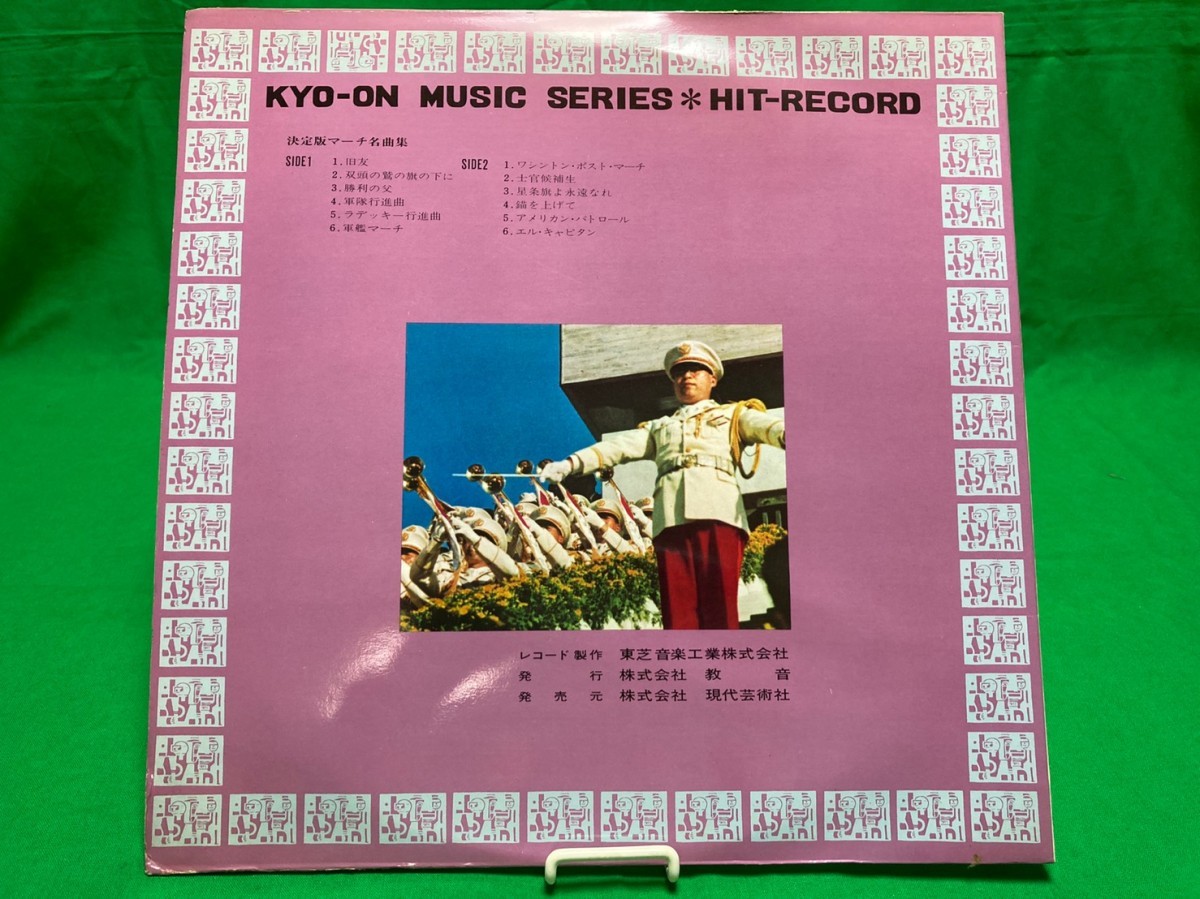 KYO-ON MUSIC SERIES*HIT-RECORD
決定版マーチ名曲集
SIDE1
1.旧友
2.双頭の鷲の旗の下に
3.勝利の父
4.軍隊行進曲
5.ラデッキー行進曲
6.軍艦マーチ
SIDE2
1.ワシントン・ポスト・マーチ
2.士官候補生
3.星条旗よ永遠なれ
4.錨を上げて
5.アメリカン・パトロール
6.エル・キャピタン
レコード製作 東芝音楽工業株式会社
発行 株式会社 教音
発売元 株式会社 現代芸術社